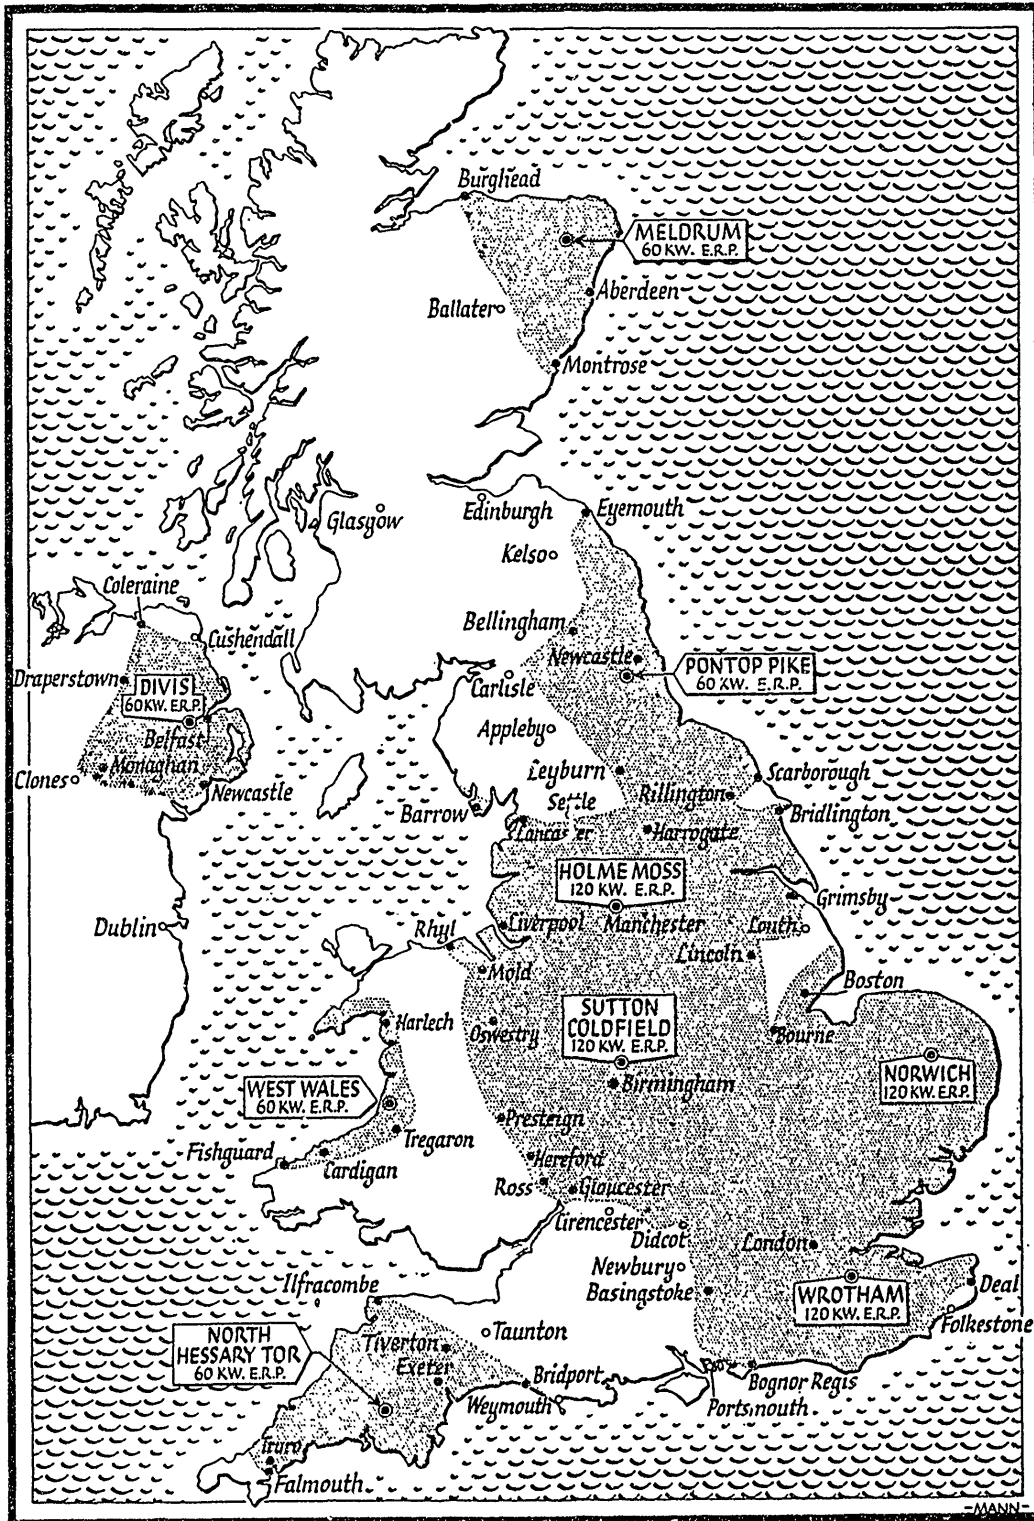 Burghead
MELDRUM
60 KW. E.R.P.
Aberdeen
Ballater
Montrose
Edinburgh
Eyemouth
Glasgow
Kelso
Coleraine
Cushendall
Bellingham
Newcastle
PONTOP PIKE
60 KW. E.R.P.
Draperstown
DIVIS
60 KW. E.R.P.
Carlisle
Belfast
Appleby
Monaghan
Clones
Newcastle
Leyburn
Scarborough
Rillington
Settle
Barrow
Bridlington
Lancaster
Harrogate
HOLME MOSS
120 KW. E.R.P.
Grimsby
Dublin
Rhyl
Liverpool
Manchester
Louth
Lincoln
Mold
Boston
SUTTON
COLDFIELD
120 KW. E.R.P.
Harlech
Oswestry
Bourne
NORWICH
120 KW. E.R.P.
WEST WALES
60 KW. E.R.P.
Birmingham
Presteign
Tregaron
Fishguard
Cardigan
Hereford
Ross
Gloucester
Cirencester
Didcot
London
Newbury
Basingstoke
Ilfracombe
WROTHAM
120 KW. E.R.P.
Deal
Folkestone
NORTH
HESSARY TOR
60 KW. E.R.P.
Taunton
Tiverton
Exeter
Bridport
Weymouth
Bognor Regis
Portsmouth
Truro
Falmouth
-MANN-